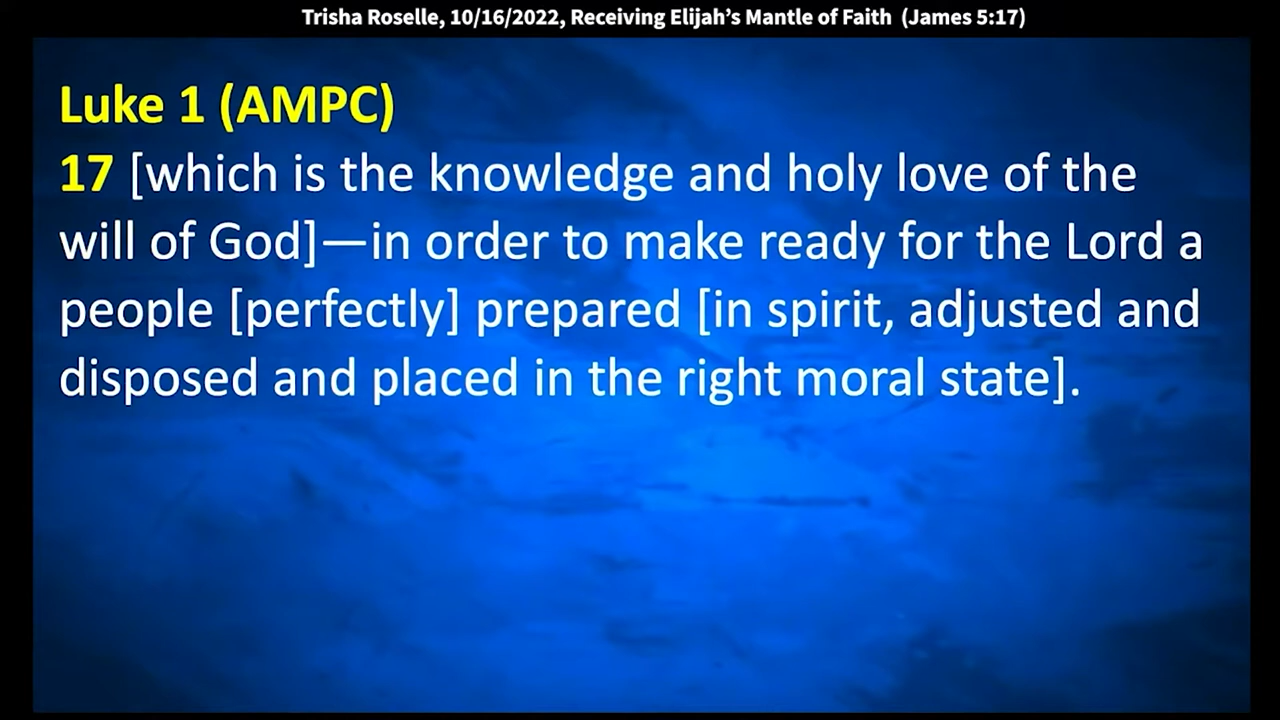 Trisha Roselle, 10/16/2022, Receiving Elijah’s Mantle of Faith (James 5:17)
Luke 1 (AMPC)
17 [which is the knowledge and holy love of the
will of God]—in order to make ready for the Lord a
people [perfectly] prepared [in spirit, adjusted and
disposed and placed in the right moral state].